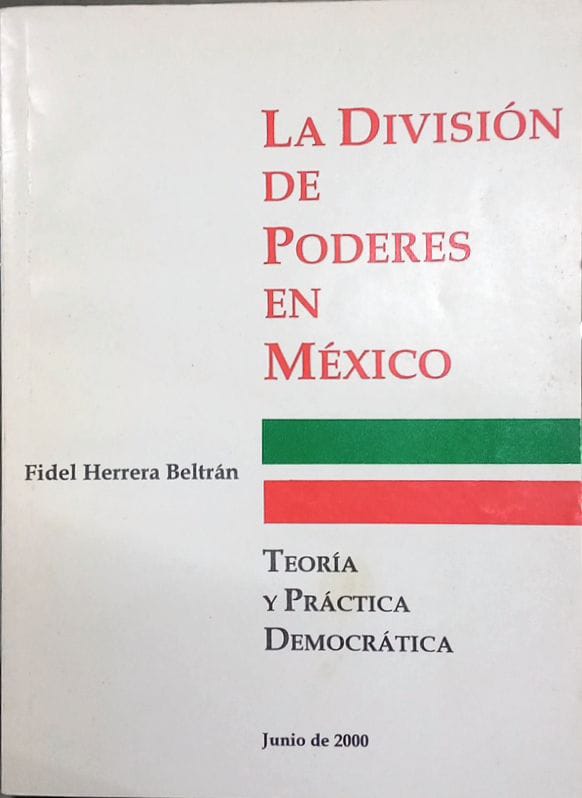 La División
de
Poderes
en
México
Fidel Herrera Beltrán
Teoría
y Práctica
Democrática
Junio de 2000